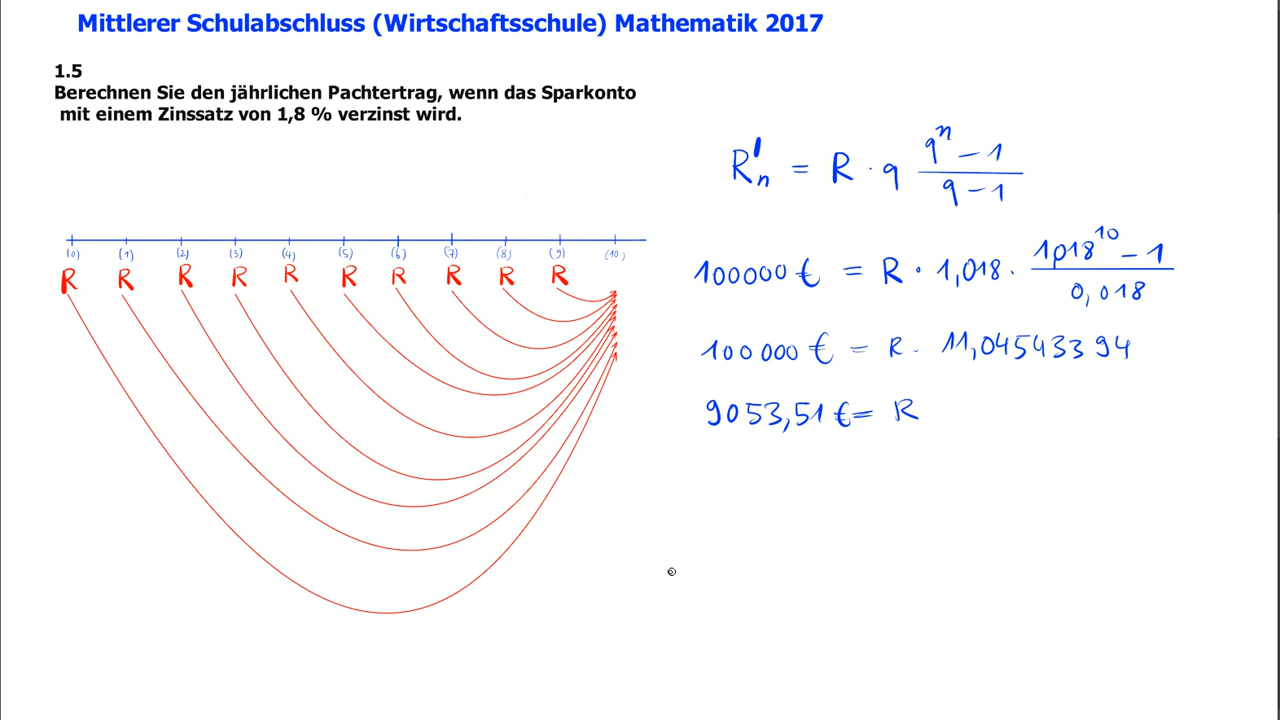 Mittlerer Schulabschluss (Wirtschaftsschule) Mathematik 2017
1.5
Berechnen Sie den jährlichen Pachtertrag, wenn das Sparkonto
mit einem Zinssatz von 1,8 % verzinst wird.
(0) (1) (2) (3) (4) (5) (6) (7) (8) (9) (10)
R R R R R R R R R R
R'ₙ = R · q (qⁿ – 1)/(q – 1)
100000 € = R · 1,018 · (1,018¹⁰ – 1)/0,018
100 000 € = R · 11,04543394
9053,51 € = R